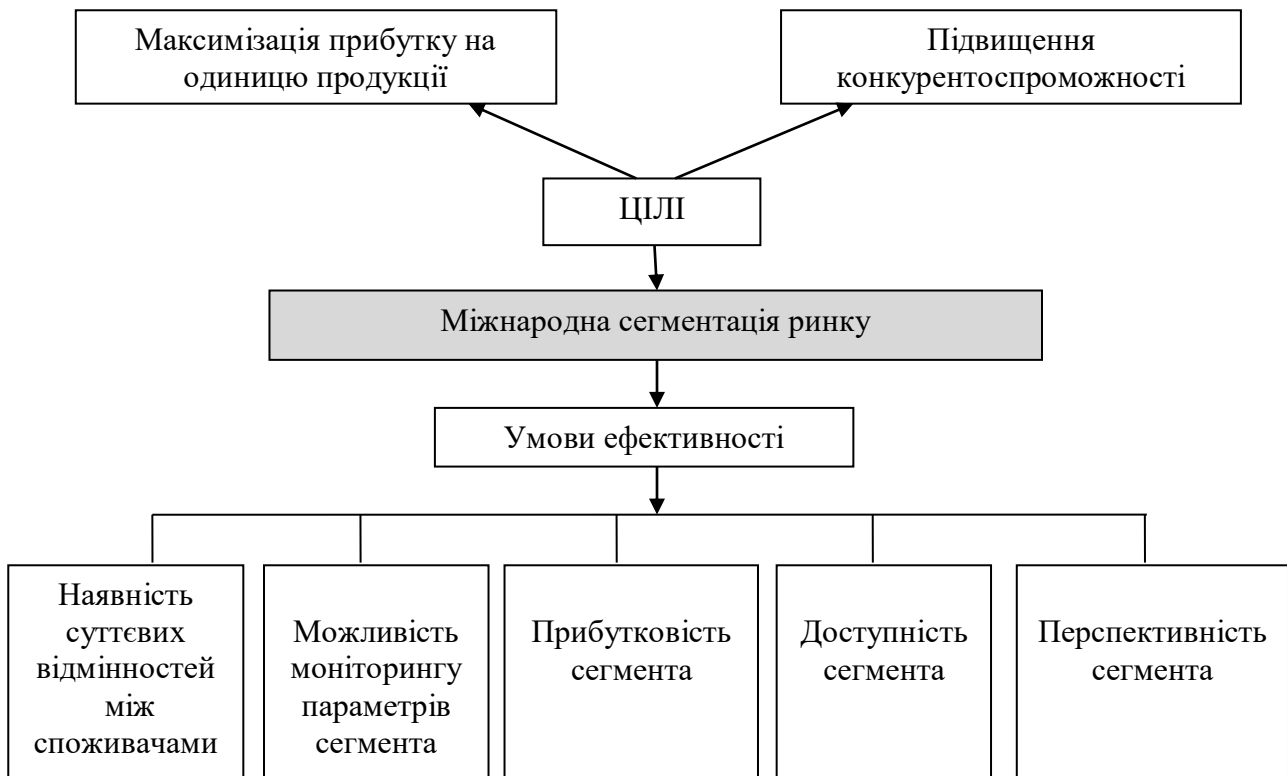 Максимізація прибутку на
одиницю продукції
Підвищення
конкурентоспроможності
ЦІЛІ
Міжнародна сегментація ринку
Умови ефективності
Наявність
суттєвих
відмінностей
між
споживачами
Можливість
моніторингу
параметрів
сегмента
Прибутковість
сегмента
Доступність
сегмента
Перспективність
сегмента